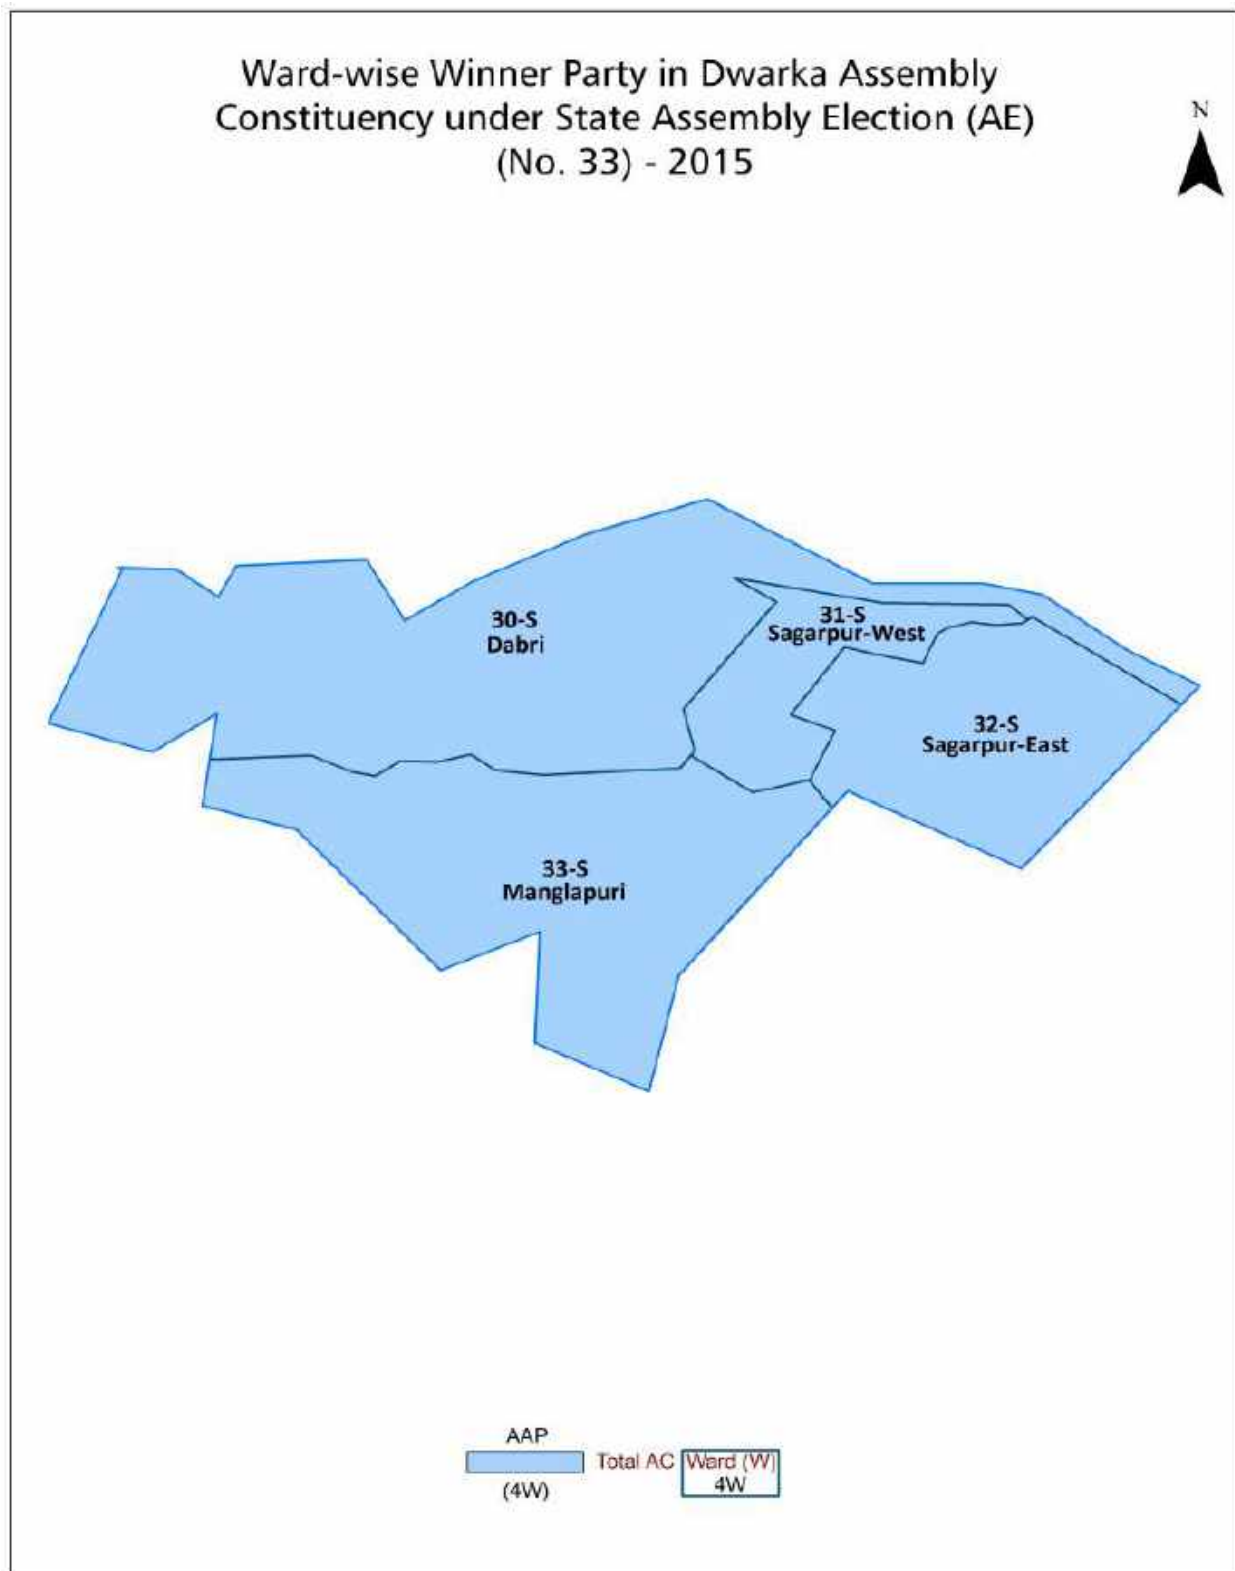 Ward-wise Winner Party in Dwarka Assembly
Constituency under State Assembly Election (AE)
(No. 33) - 2015
N
30-S
Dabri
31-S
Sagarpur-West
32-S
Sagarpur-East
33-S
Manglapuri
AAP
Total AC
Ward (W)
4W
(4W)